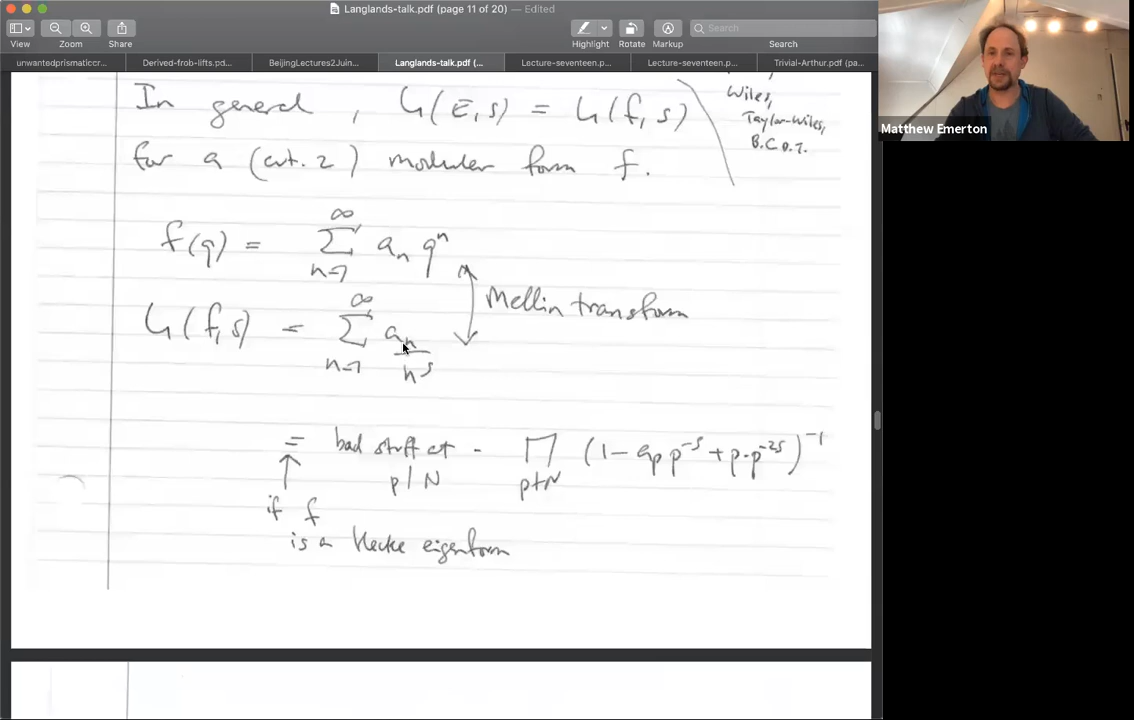 Langlands-talk.pdf (page 11 of 20) — Edited
View
Zoom
Share
Highlight
Rotate
Markup
Search
Search
unwantedprismaticcr...
Derived-frob-lifts.pd...
BeijingLectures2Juin...
Langlands-talk.pdf (...
Lecture-seventeen.p...
Lecture-seventeen.p...
Trivial-Arthur.pdf (pa...
Matthew Emerton
Wiles,
Taylor-Wiles,
B.C.D.T.
In general, L(E,s) = L(f,s)
for a (wt. 2) modular form f.
f(q) = ∑_{n=1}^∞ a_n q^n
Mellin transform
L(f,s) = ∑_{n=1}^∞ a_n / n^s
= bad stuff at p|N · ∏_{p∤N} (1 - a_p p^{-s} + p·p^{-2s})^{-1}
if f
is a Hecke eigenform